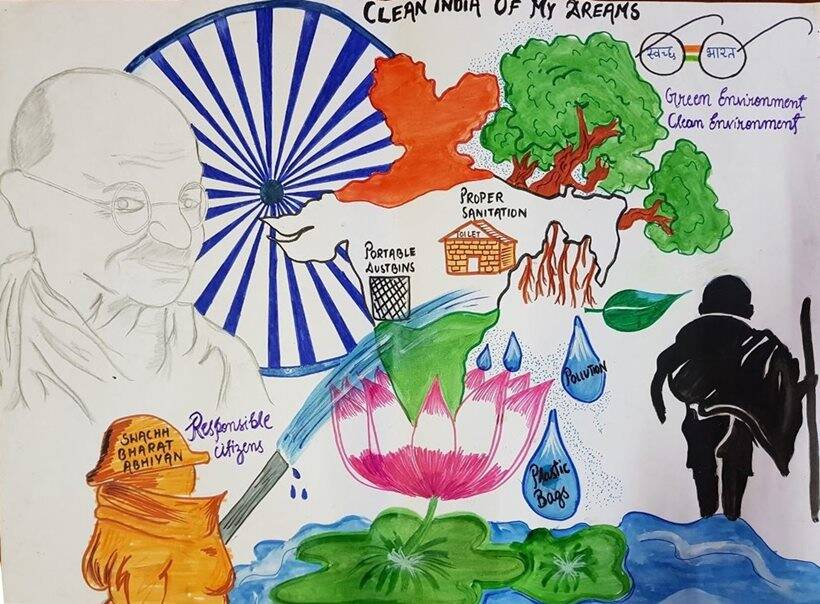 CLEAN INDIA OF MY DREAMS
स्वच्छ भारत
Green Environment
Clean Environment
PROPER
SANITATION
TOILET
PORTABLE
DUSTBINS
POLLUTION
Responsible
citizens
SWACHH
BHARAT
ABHIYAN
Plastic
Bags